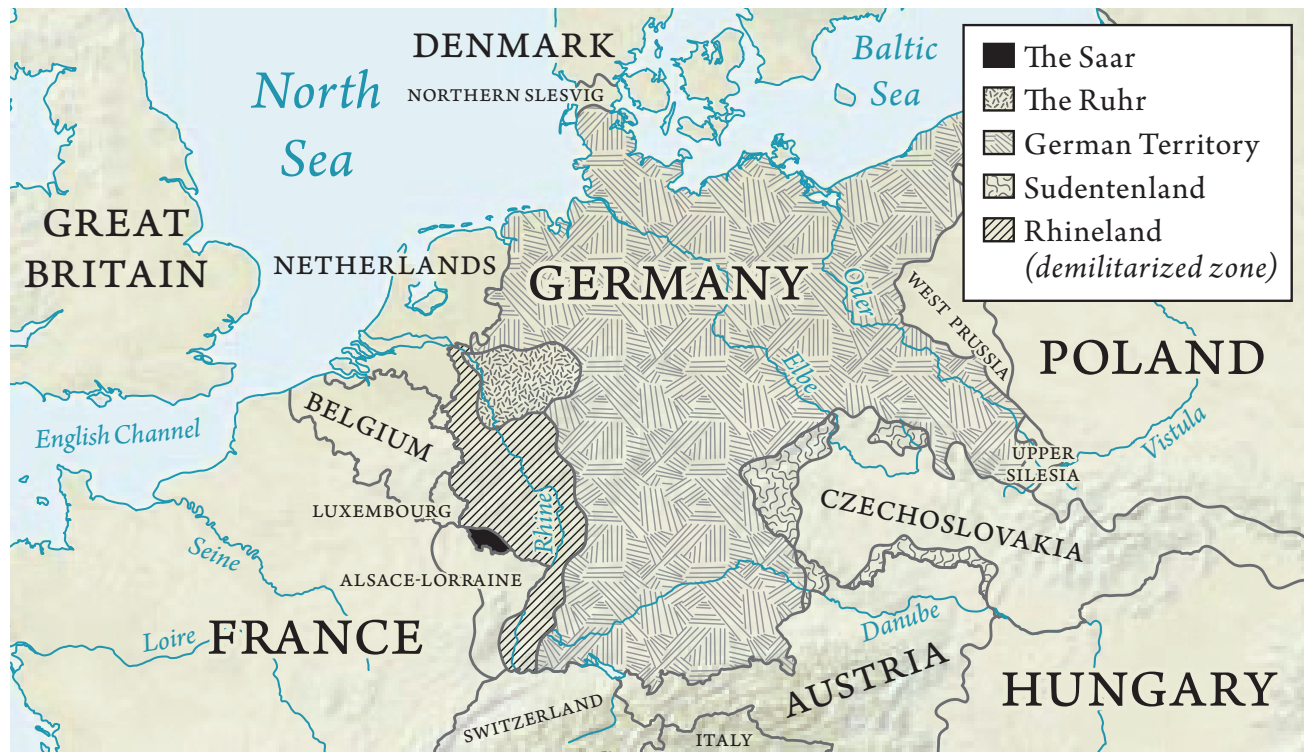 DENMARK
NORTHERN SLESVIG
North
Sea
Baltic
Sea
The Saar
The Ruhr
German Territory
Sudentenland
Rhineland
(demilitarized zone)
GREAT
BRITAIN
NETHERLANDS
GERMANY
Oder
WEST PRUSSIA
POLAND
Elbe
BELGIUM
English Channel
Vistula
UPPER
SILESIA
CZECHOSLOVAKIA
LUXEMBOURG
Rhine
Seine
ALSACE-LORRAINE
Loire
FRANCE
Danube
AUSTRIA
HUNGARY
SWITZERLAND
ITALY